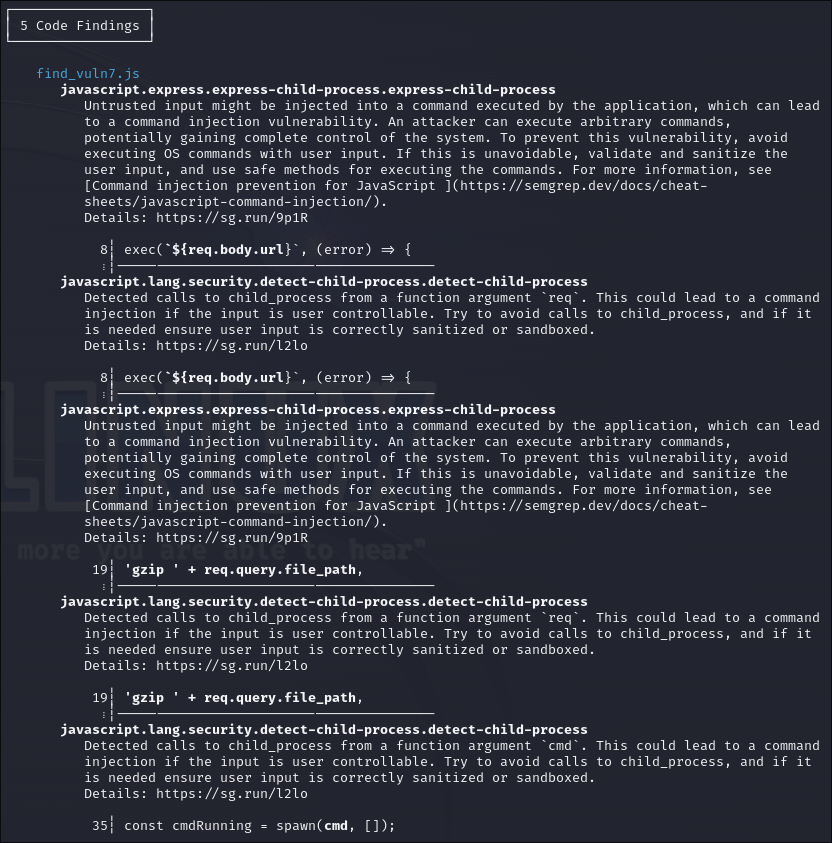 5 Code Findings
find_vuln7.js
javascript.express.express-child-process.express-child-process
Untrusted input might be injected into a command executed by the application, which can lead
to a command injection vulnerability. An attacker can execute arbitrary commands,
potentially gaining complete control of the system. To prevent this vulnerability, avoid
executing OS commands with user input. If this is unavoidable, validate and sanitize the
user input, and use safe methods for executing the commands. For more information, see
[Command injection prevention for JavaScript ](https://semgrep.dev/docs/cheat-
sheets/javascript-command-injection/).
Details: https://sg.run/9p1R
8┆ exec(`${req.body.url}`, (error) => {
⋮┆
javascript.lang.security.detect-child-process.detect-child-process
Detected calls to child_process from a function argument `req`. This could lead to a command
injection if the input is user controllable. Try to avoid calls to child_process, and if it
is needed ensure user input is correctly sanitized or sandboxed.
Details: https://sg.run/l2lo
8┆ exec(`${req.body.url}`, (error) => {
⋮┆
javascript.express.express-child-process.express-child-process
Untrusted input might be injected into a command executed by the application, which can lead
to a command injection vulnerability. An attacker can execute arbitrary commands,
potentially gaining complete control of the system. To prevent this vulnerability, avoid
executing OS commands with user input. If this is unavoidable, validate and sanitize the
user input, and use safe methods for executing the commands. For more information, see
[Command injection prevention for JavaScript ](https://semgrep.dev/docs/cheat-
sheets/javascript-command-injection/).
Details: https://sg.run/9p1R
more you are able to hear"
19┆ 'gzip ' + req.query.file_path,
⋮┆
javascript.lang.security.detect-child-process.detect-child-process
Detected calls to child_process from a function argument `req`. This could lead to a command
injection if the input is user controllable. Try to avoid calls to child_process, and if it
is needed ensure user input is correctly sanitized or sandboxed.
Details: https://sg.run/l2lo
19┆ 'gzip ' + req.query.file_path,
⋮┆
javascript.lang.security.detect-child-process.detect-child-process
Detected calls to child_process from a function argument `cmd`. This could lead to a command
injection if the input is user controllable. Try to avoid calls to child_process, and if it
is needed ensure user input is correctly sanitized or sandboxed.
Details: https://sg.run/l2lo
35┆ const cmdRunning = spawn(cmd, []);